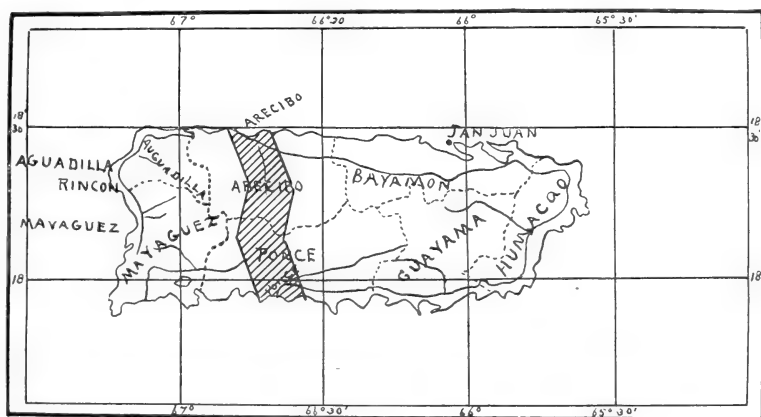 67° 66°30 66° 65°30'
ARECIBO
18° 30' 18° 30'
SAN JUAN
AGUADILLA AUGUADILLA
RINCON ARECIBO BAYAMON
MAYAGUEZ MAYAGUEZ
HUMACAO
PONCE GUAYAMA
18 18
67° 66°30' 66° 65°30'